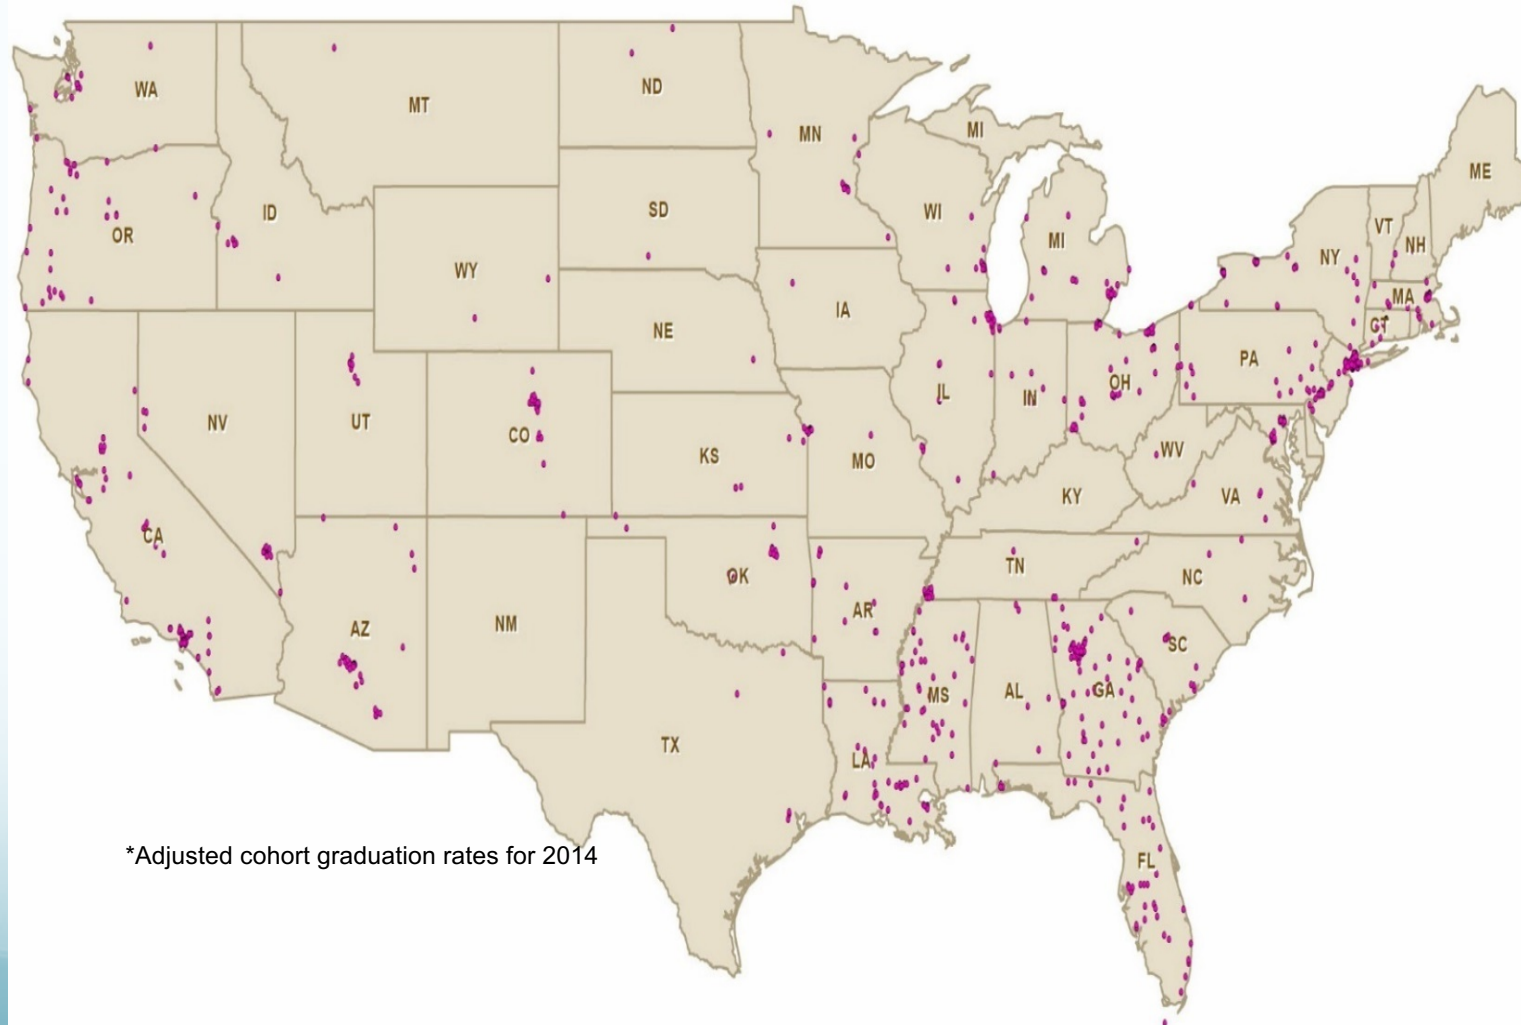 WA
MT
ND
MN
MI
ME
OR
ID
SD
WI
MI
VT
NH
NY
WY
IA
MA
NE
CT
PA
NV
UT
CO
IL
IN
OH
KS
MO
WV
KY
VA
CA
OK
TN
NC
AZ
NM
AR
SC
MS
AL
GA
TX
LA
FL
*Adjusted cohort graduation rates for 2014